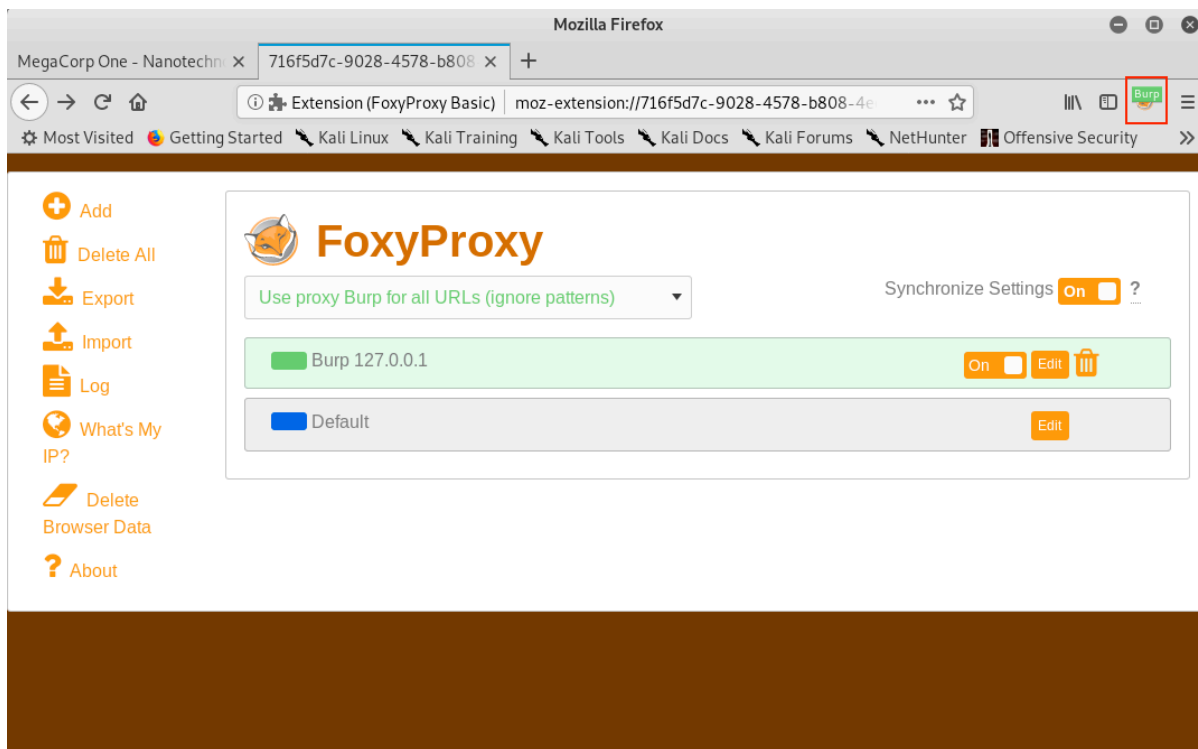 Mozilla Firefox
MegaCorp One - Nanotechn
716f5d7c-9028-4578-b808
Extension (FoxyProxy Basic) moz-extension://716f5d7c-9028-4578-b808-4e
Burp
Most Visited Getting Started Kali Linux Kali Training Kali Tools Kali Docs Kali Forums NetHunter Offensive Security
Add
Delete All
Export
Import
Log
What's My
IP?
Delete
Browser Data
About
FoxyProxy
Use proxy Burp for all URLs (ignore patterns)
Synchronize Settings On ?
Burp 127.0.0.1 On Edit
Default Edit